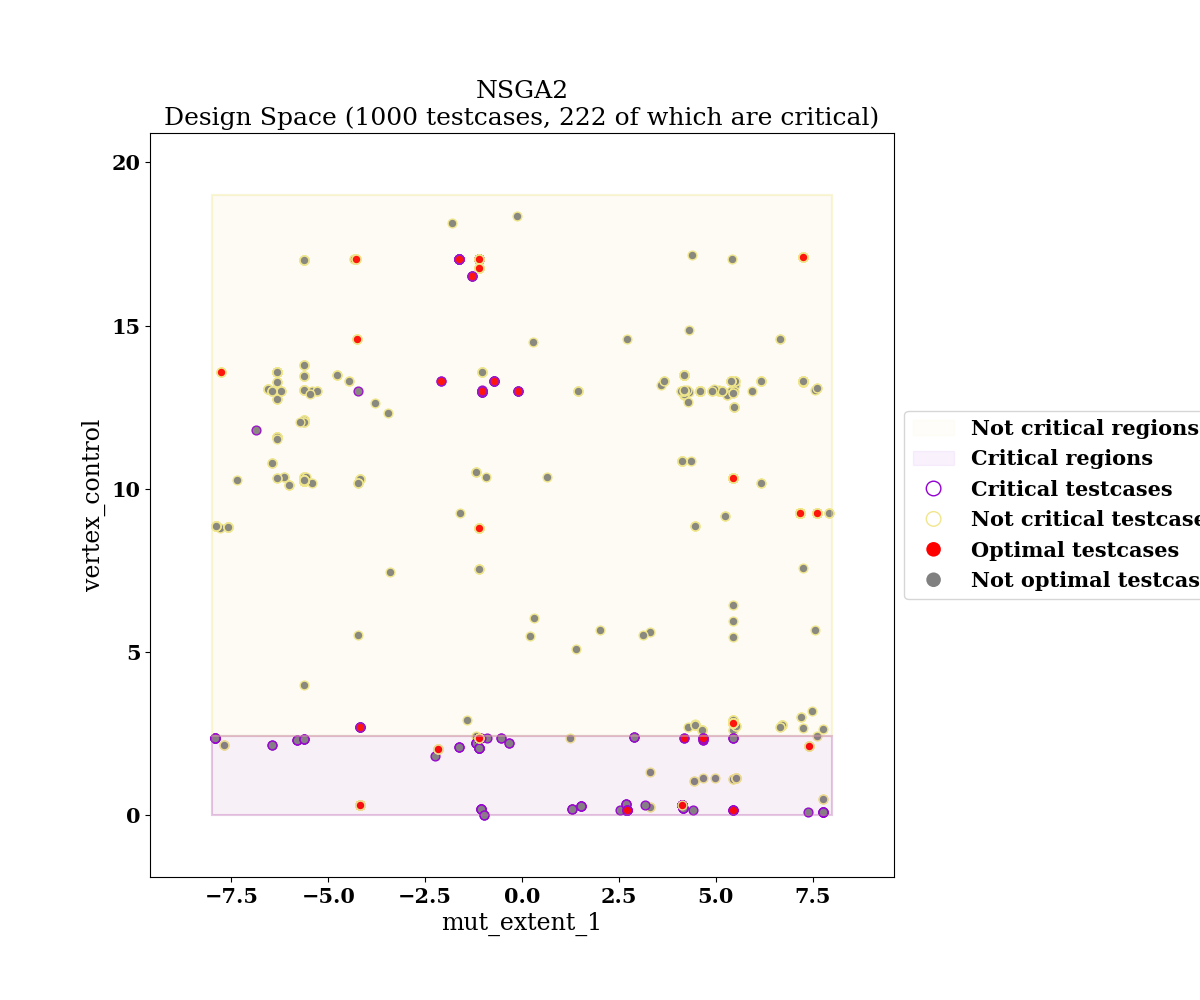 NSGA2
Design Space (1000 testcases, 222 of which are critical)
vertex_control
20
15
10
5
0
−7.5 −5.0 −2.5 0.0 2.5 5.0 7.5
mut_extent_1
Not critical regions
Critical regions
Critical testcases
Not critical testcase
Optimal testcases
Not optimal testcas